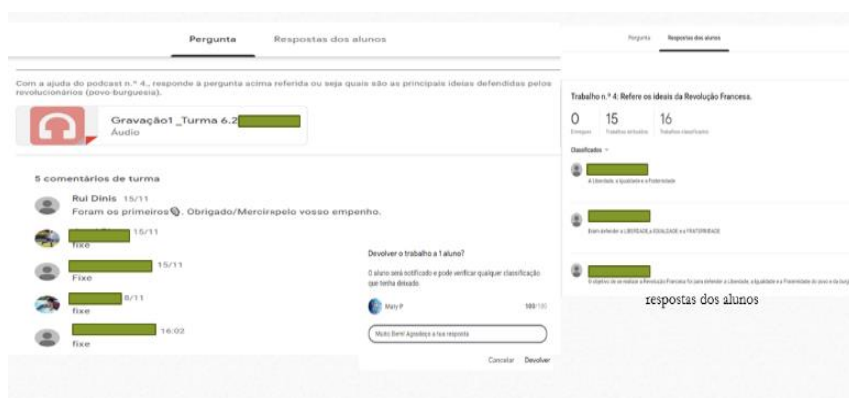 Pergunta
Respostas dos alunos
Com a ajuda do podcast n.º 4., responde à pergunta acima referida ou seja quais são as principais ideias defendidas pelos
revolucionários (povo-burguesia).
Gravação1_Turma 6.2
Áudio
5 comentários de turma
Rui Dinis 15/11
Foram os primeiros. Obrigado/Merci pelo vosso empenho.
15/11
fixe
15/11
Fixe
8/11
fixe
16:02
fixe
Devolver o trabalho a 1 aluno?
O aluno será notificado e pode verificar qualquer classificação
que tenha deixado.
Maty P 100/100
Muito Bem! Agradeço a tua resposta
Cancelar Devolver
Pergunta
Respostas dos alunos
Trabalho n.º 4: Refere os ideais da Revolução Francesa.
0 15 16
Entregues Trabalhos atribuídos Trabalhos classificados
Classificados
A Liberdade, a Igualdade e a Fraternidade
Eram defender a LIBERDADE,a IGUALDADE e a FRATERNIDADE
O objetivo de se realizar a Revolução Francesa foi para defender a Liberdade, a Igualdade e a Fraternidade do povo e da burg
respostas dos alunos